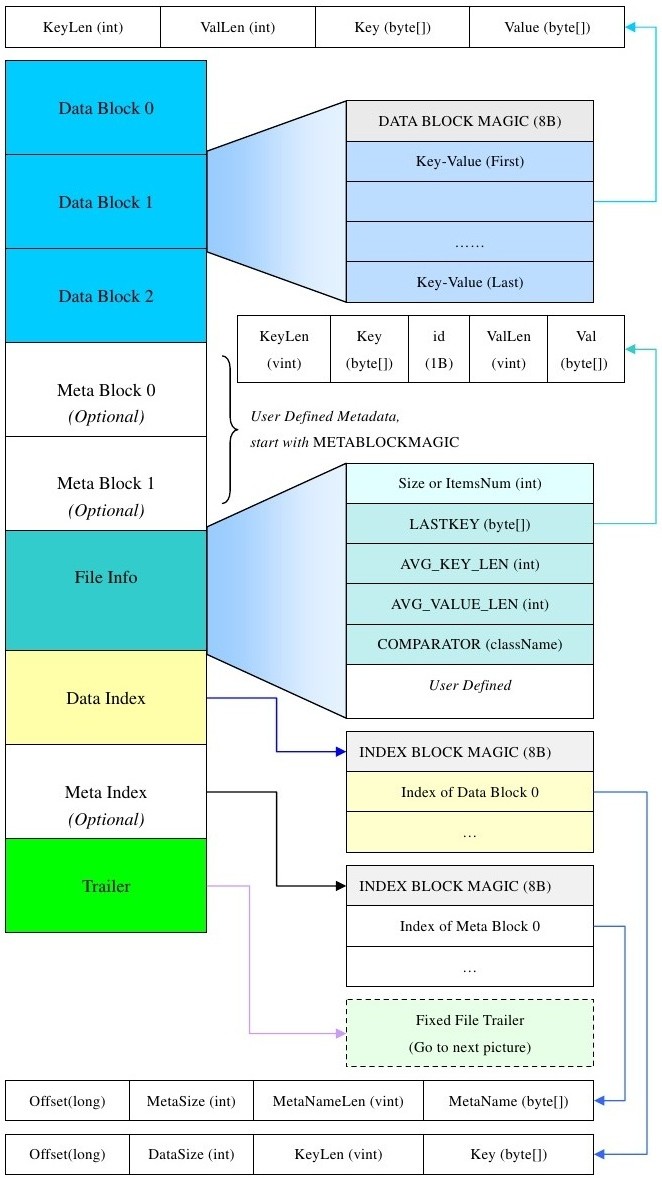 KeyLen (int) ValLen (int) Key (byte[]) Value (byte[])
Data Block 0
DATA BLOCK MAGIC (8B)
Key-Value (First)
Data Block 1
……
Key-Value (Last)
Data Block 2
KeyLen (vint) Key (byte[]) id (1B) ValLen (vint) Val (byte[])
Meta Block 0
(Optional)
User Defined Metadata,
start with METABLOCKMAGIC
Meta Block 1
(Optional)
Size or ItemsNum (int)
LASTKEY (byte[])
AVG_KEY_LEN (int)
AVG_VALUE_LEN (int)
COMPARATOR (className)
User Defined
File Info
Data Index
INDEX BLOCK MAGIC (8B)
Index of Data Block 0
…
Meta Index
(Optional)
INDEX BLOCK MAGIC (8B)
Index of Meta Block 0
…
Trailer
Fixed File Trailer
(Go to next picture)
Offset(long) MetaSize (int) MetaNameLen (vint) MetaName (byte[])
Offset(long) DataSize (int) KeyLen (vint) Key (byte[])